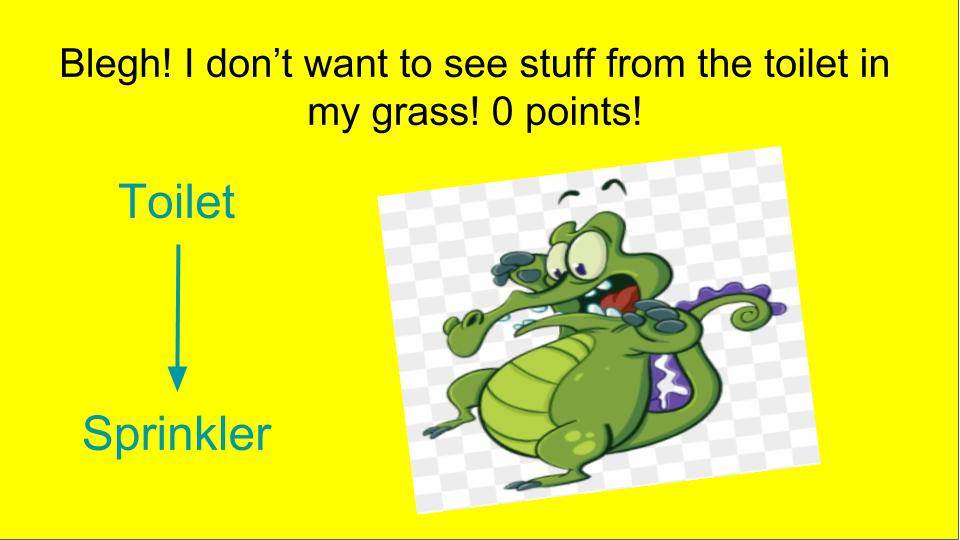 Blegh! I don’t want to see stuff from the toilet in
my grass! 0 points!
Toilet
Sprinkler